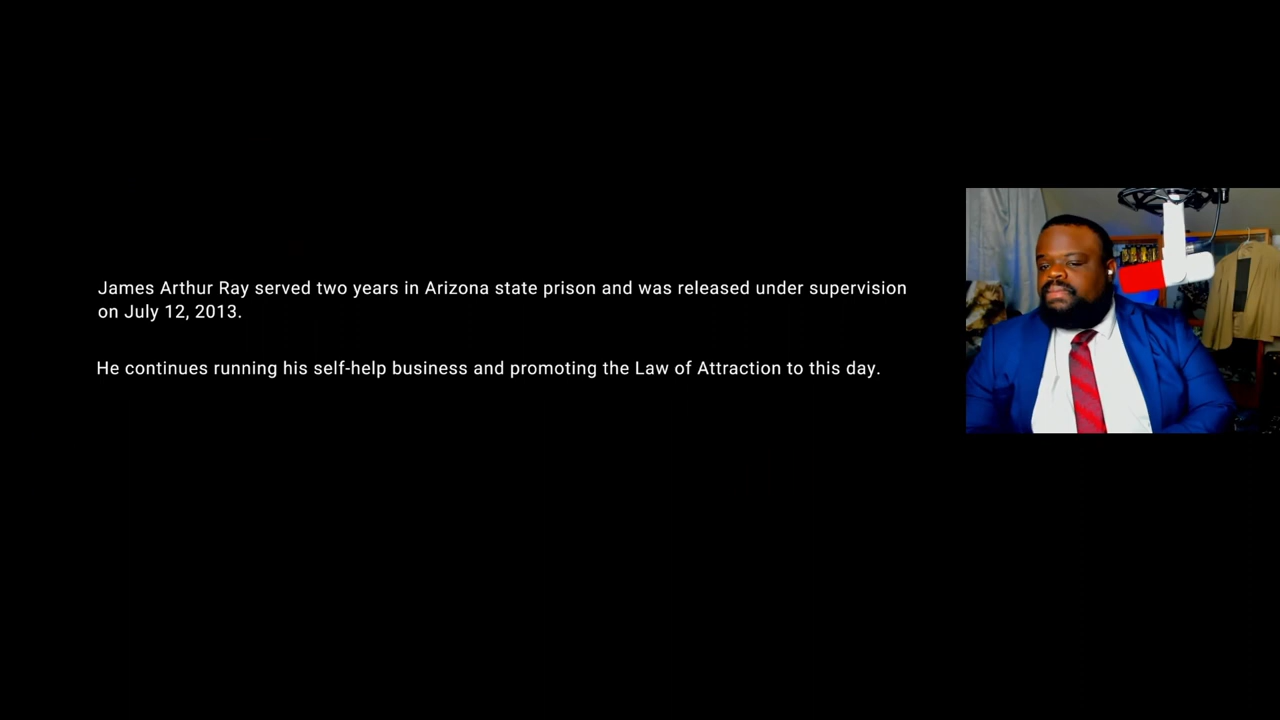 James Arthur Ray served two years in Arizona state prison and was released under supervision
on July 12, 2013.
He continues running his self-help business and promoting the Law of Attraction to this day.